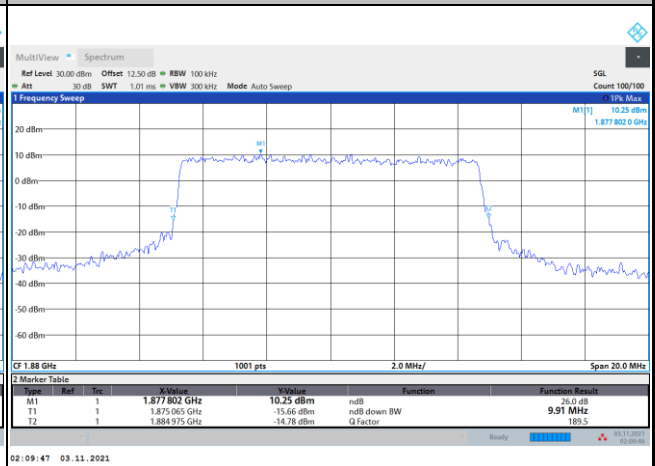 MultiView Spectrum
Ref Level 30.00 dBm Offset 12.50 dB RBW 100 kHz SGL
Att 30 dB SWT 1.01 ms VBW 300 kHz Mode Auto Sweep Count 100/100
1 Frequency Sweep 1Pk Max
M1[1] 10.25 dBm
1.877 802 0 GHz
20 dBm
M1
10 dBm
0 dBm
-10 dBm
T1
-20 dBm
-30 dBm
-40 dBm
-50 dBm
-60 dBm
CF 1.88 GHz 1001 pts 2.0 MHz/ Span 20.0 MHz
2 Marker Table
Type Ref Trc X-Value Y-Value Function Function Result
M1 1 1.877 802 GHz 10.25 dBm ndB 26.0 dB
T1 1 1.875 065 GHz -15.66 dBm ndB down BW 9.91 MHz
T2 1 1.884 975 GHz -14.78 dBm Q Factor 189.5
Ready 03.11.2021
02:09:46
02:09:47 03.11.2021